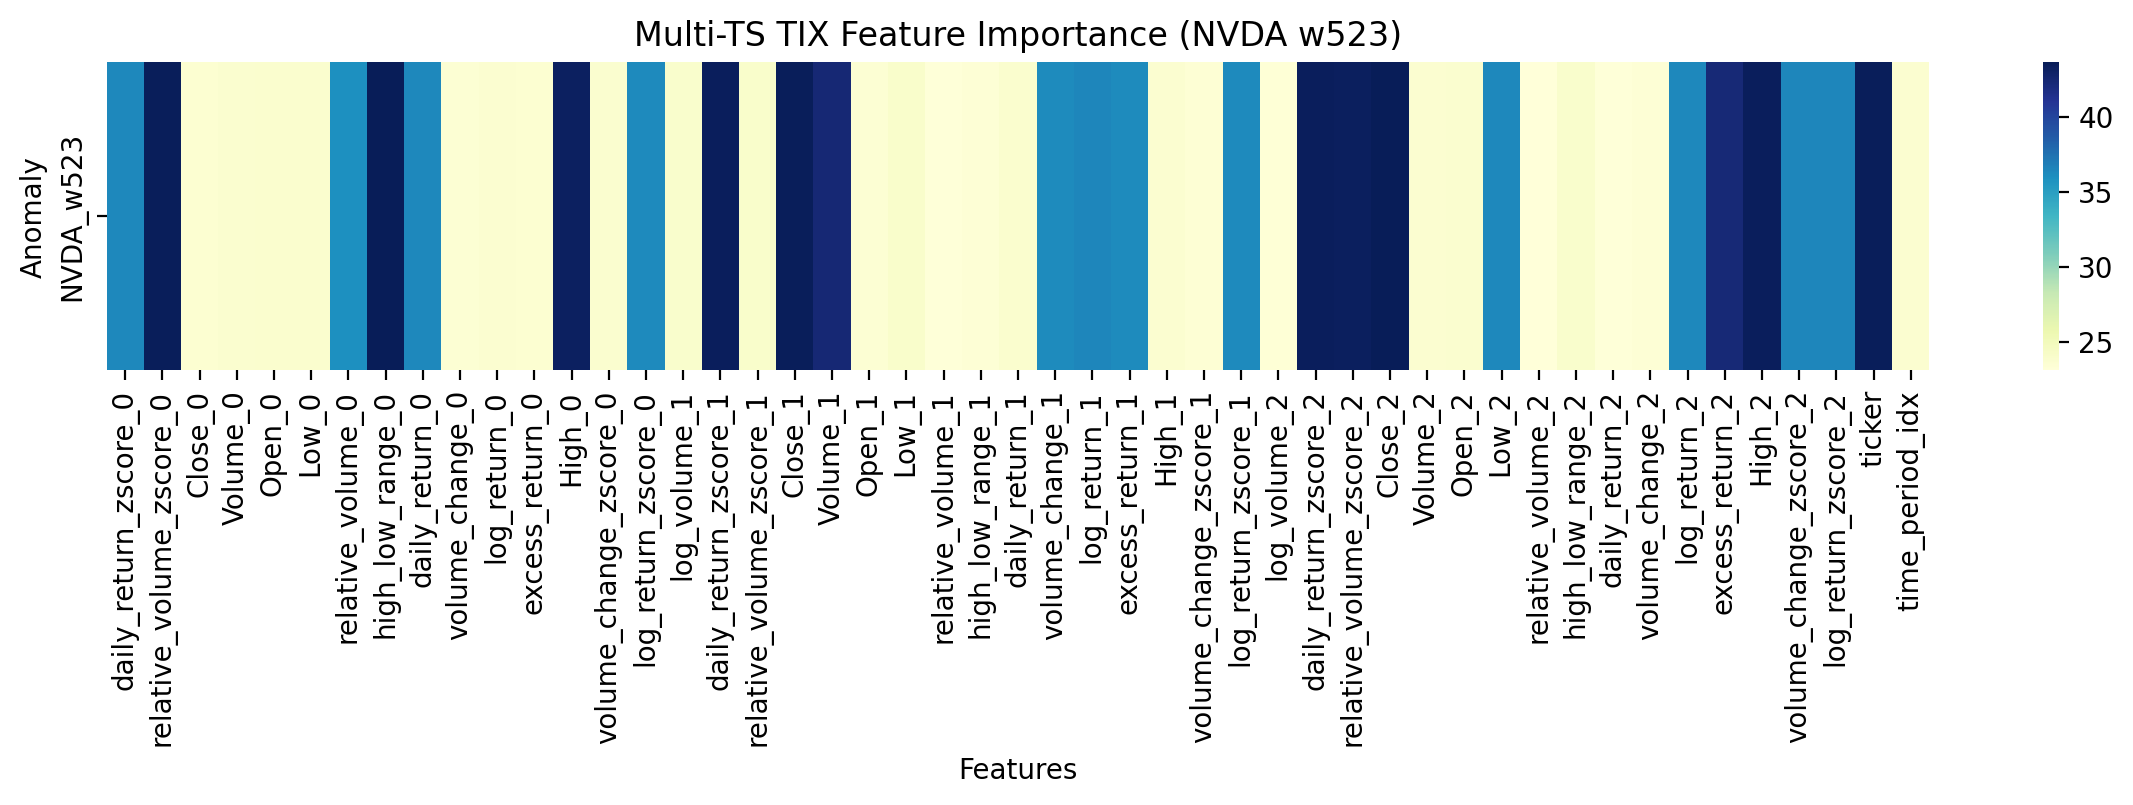 Multi-TS TIX Feature Importance (NVDA w523)
Anomaly
NVDA_w523
40
35
30
25
daily_return_zscore_0
relative_volume_zscore_0
Close_0
Volume_0
Open_0
Low_0
relative_volume_0
high_low_range_0
daily_return_0
volume_change_0
log_return_0
excess_return_0
High_0
volume_change_zscore_0
log_return_zscore_0
log_volume_1
daily_return_zscore_1
relative_volume_zscore_1
Close_1
Volume_1
Open_1
Low_1
relative_volume_1
high_low_range_1
daily_return_1
volume_change_1
log_return_1
excess_return_1
High_1
volume_change_zscore_1
log_return_zscore_1
log_volume_2
daily_return_zscore_2
relative_volume_zscore_2
Close_2
Volume_2
Open_2
Low_2
relative_volume_2
high_low_range_2
daily_return_2
volume_change_2
log_return_2
excess_return_2
High_2
volume_change_zscore_2
log_return_zscore_2
ticker
time_period_idx
Features